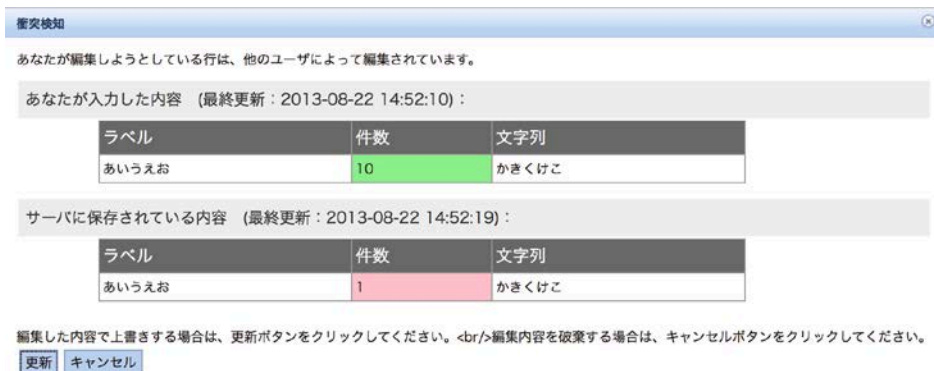 衝突検知
あなたが編集しようとしている行は、他のユーザによって編集されています。
あなたが入力した内容 (最終更新：2013-08-22 14:52:10)：
ラベル 件数 文字列
あいうえお 10 かきくけこ
サーバに保存されている内容 (最終更新：2013-08-22 14:52:19)：
ラベル 件数 文字列
あいうえお 1 かきくけこ
編集した内容で上書きする場合は、更新ボタンをクリックしてください。<br/>編集内容を破棄する場合は、キャンセルボタンをクリックしてください。
更新 キャンセル